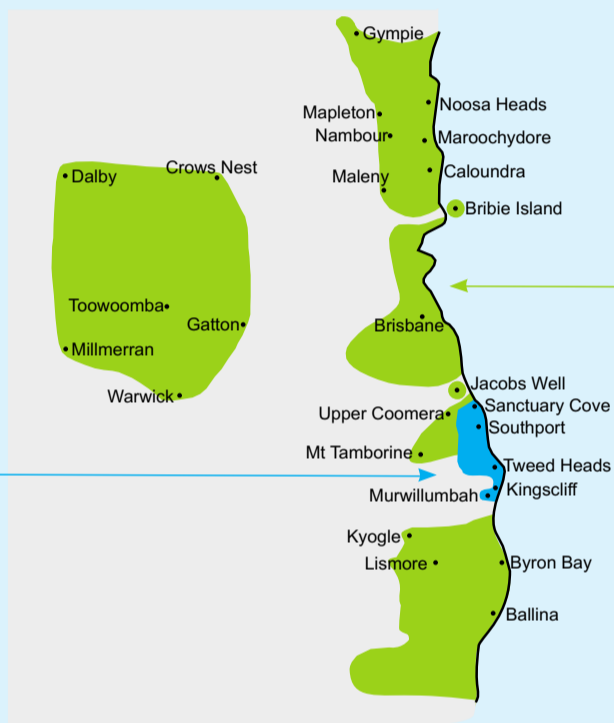 Gympie
Noosa Heads
Mapleton
Nambour
Maroochydore
Crows Nest
Dalby
Maleny
Caloundra
Bribie Island
Toowoomba
Gatton
Brisbane
Millmerran
Jacobs Well
Warwick
Sanctuary Cove
Upper Coomera
Southport
Mt Tamborine
Tweed Heads
Kingscliff
Murwillumbah
Kyogle
Lismore
Byron Bay
Ballina